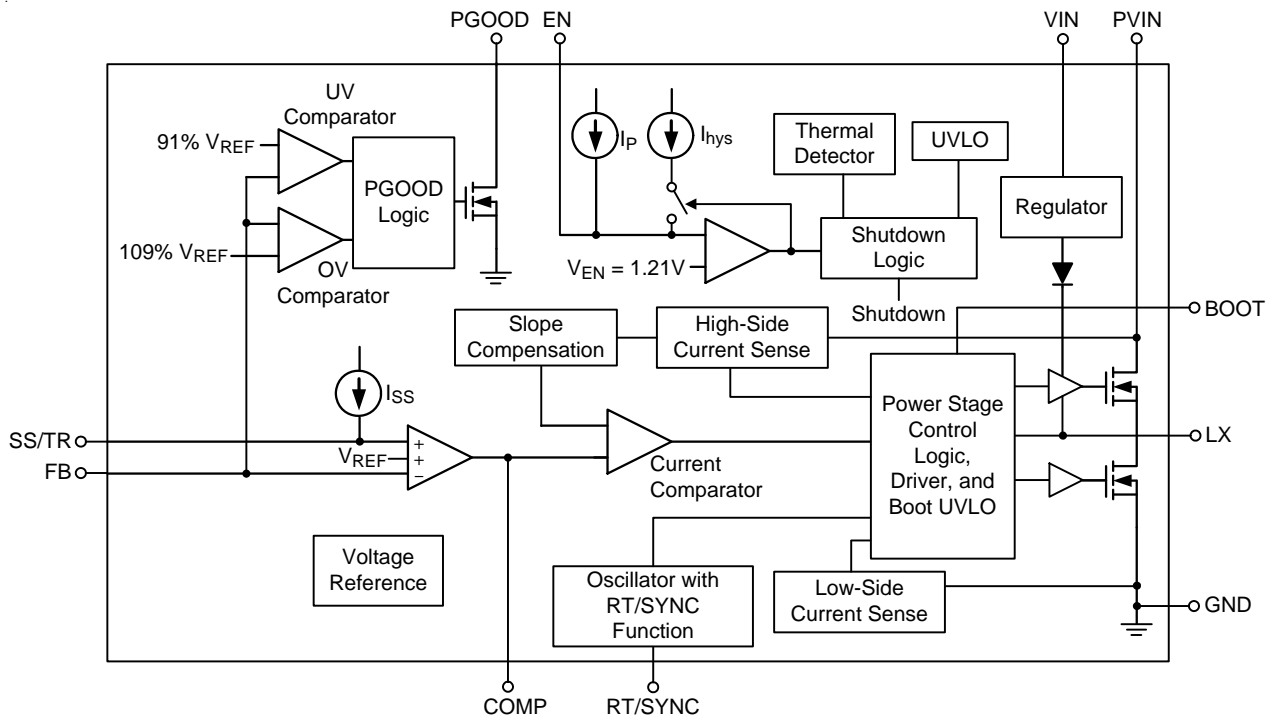 PGOOD
EN
VIN
PVIN
UV
Comparator
91% VREF
PGOOD
Logic
109% VREF
OV
Comparator
IP
Ihys
Thermal
Detector
UVLO
Regulator
Shutdown
Logic
VEN = 1.21V
Shutdown
BOOT
Slope
Compensation
High-Side
Current Sense
ISS
Power Stage
Control
Logic,
Driver, and
Boot UVLO
SS/TR
VREF
+
+
−
FB
Current
Comparator
LX
Voltage
Reference
Oscillator with
RT/SYNC
Function
Low-Side
Current Sense
GND
COMP
RT/SYNC